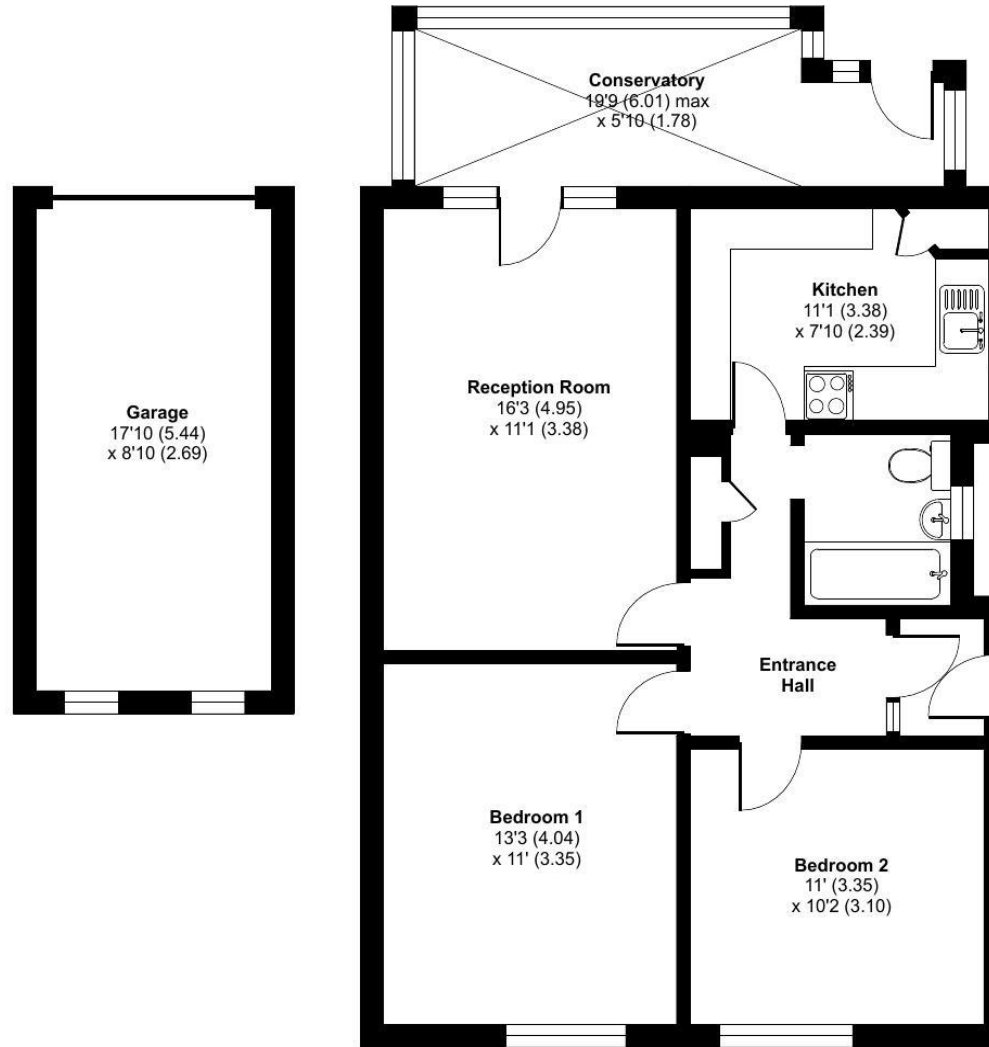 Conservatory
19'9 (6.01) max
x 5'10 (1.78)
Kitchen
11'1 (3.38)
x 7'10 (2.39)
Reception Room
16'3 (4.95)
x 11'1 (3.38)
Garage
17'10 (5.44)
x 8'10 (2.69)
Entrance
Hall
Bedroom 1
13'3 (4.04)
x 11' (3.35)
Bedroom 2
11' (3.35)
x 10'2 (3.10)